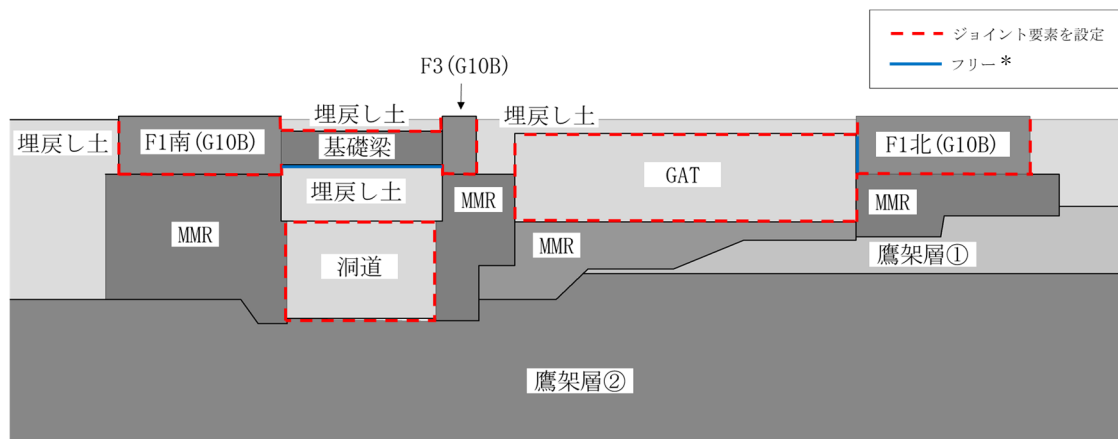 ジョイント要素を設定
フリー*
F3(G10B)
埋戻し土
埋戻し土
埋戻し土
F1南(G10B)
基礎梁
F1北(G10B)
GAT
埋戻し土
MMR
MMR
MMR
MMR
鷹架層①
洞道
鷹架層②